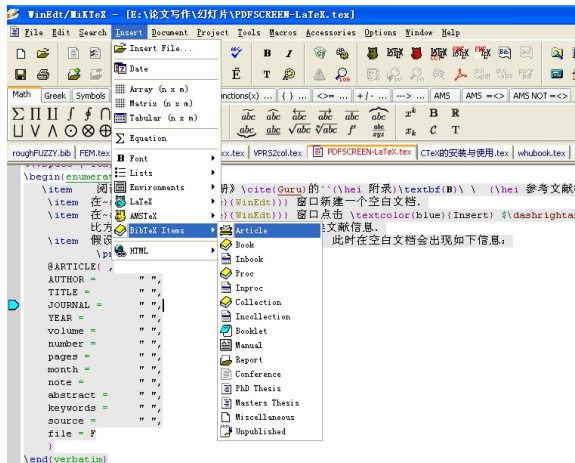 WinEdt/MiKTeX - [E:\论文写作\幻灯片\PDFSCREEN-LaTeX.tex]
File Edit Search Insert Document Project Tools Macros Accessories Options Window Help
Insert File...
Date
Array (n x m)
Matrix (n x m)
Tabular (n x m)
Equation
Font
Lists
Environments
LaTeX
AMSTeX
BibTeX Items
HTML
Article
Book
Inbook
Proc
Inproc
Collection
Incollection
Booklet
Manual
Report
Conference
PhD Thesis
Masters Thesis
Miscellaneous
Unpublished
Math Greek Symbols nctions(x) ... { } ... <=> ... +/-... ---> ... AMS AMS =<> AMS NOT =<>
roughFUZZY.bib FEM.tex cx.tex VPRS2col.tex PDFSCREEN-LaTeX.tex CTeX的安装与使用.tex whubook.tex
\begin{enumerat
\item 阅 》\cite{Guru}的``(\hei 附录)\textbf(B)\ \ (\hei 参考文献
\item 在~( }(WinEdt))) 窗口新建一个空白文档.
\item 在~( }(WinEdt))) 窗口点击 \textcolor(blue){Insert} $\dashrighta
比方 文献信息.
\item 假设 此时在空白文档会出现如下信息:
@ARTICLE{ ,
AUTHOR = " ",
TITLE = " ",
JOURNAL = " ",
YEAR = " ",
volume = " ",
number = " ",
pages = " ",
month = " ",
note = " ",
abstract = " ",
keywords = " ",
source = " ",
file = F
}
\end{verbatim}